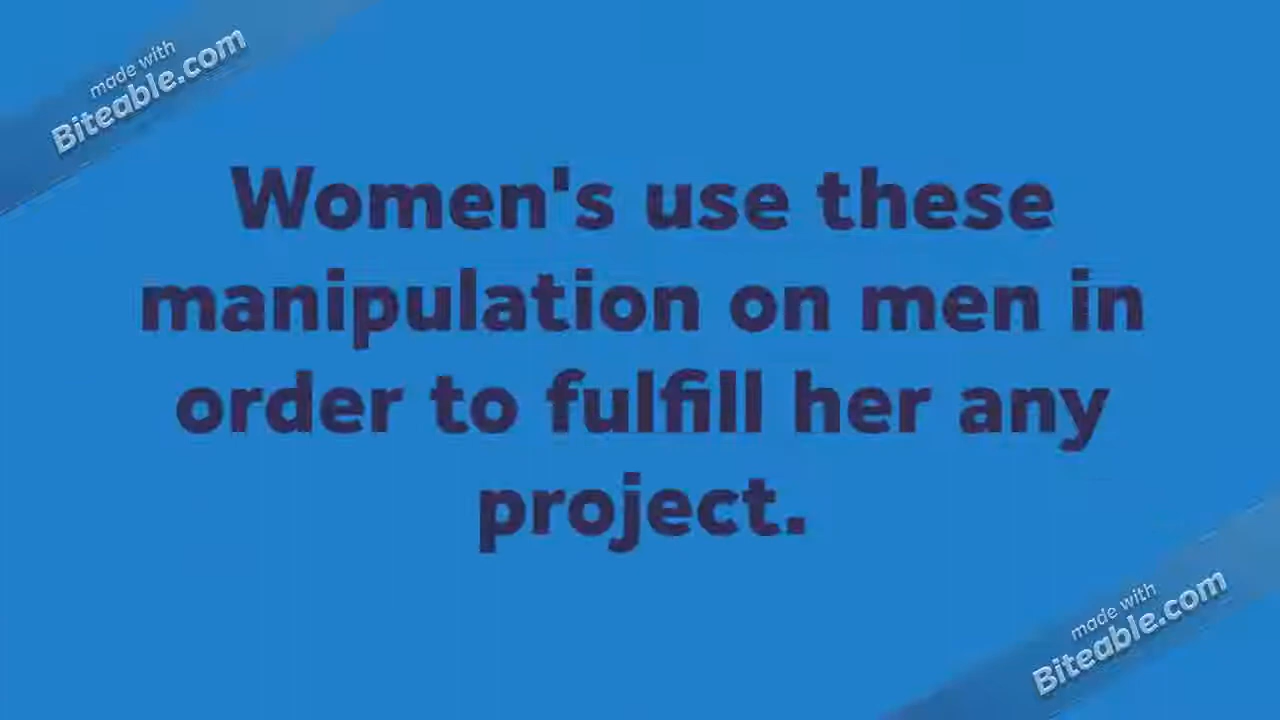 made with
Biteable.com
Women's use these
manipulation on men in
order to fulfill her any
project.
made with
Biteable.com